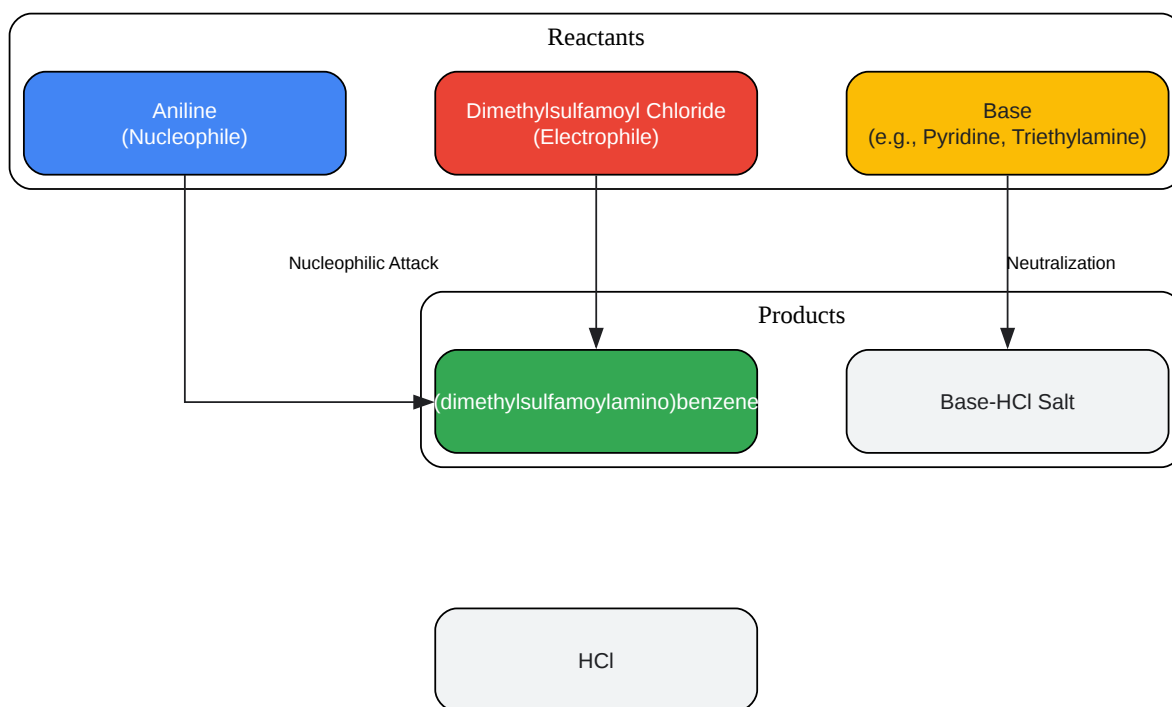 Reactants
Aniline
(Nucleophile)
Dimethylsulfamoyl Chloride
(Electrophile)
Base
(e.g., Pyridine, Triethylamine)
Nucleophilic Attack
Neutralization
Products
(dimethylsulfamoylamino)benzene
Base-HCl Salt
HCl